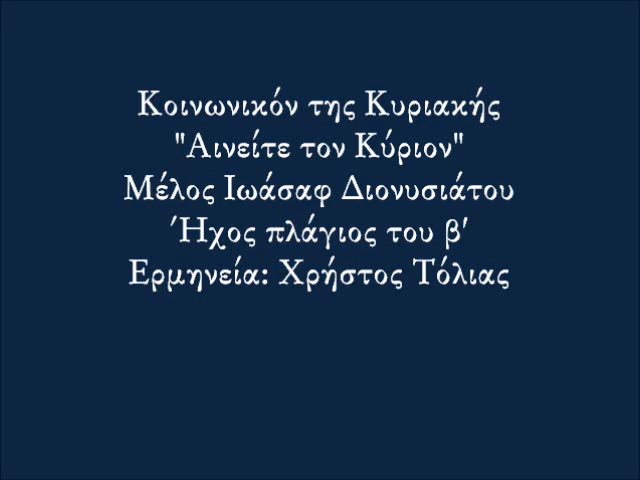 Κοινωνικόν της Κυριακής
"Αινείτε τον Κύριον"
Μέλος Ιωάσαφ Διονυσιάτου
Ήχος πλάγιος του β'
Ερμηνεία: Χρήστος Τόλιας